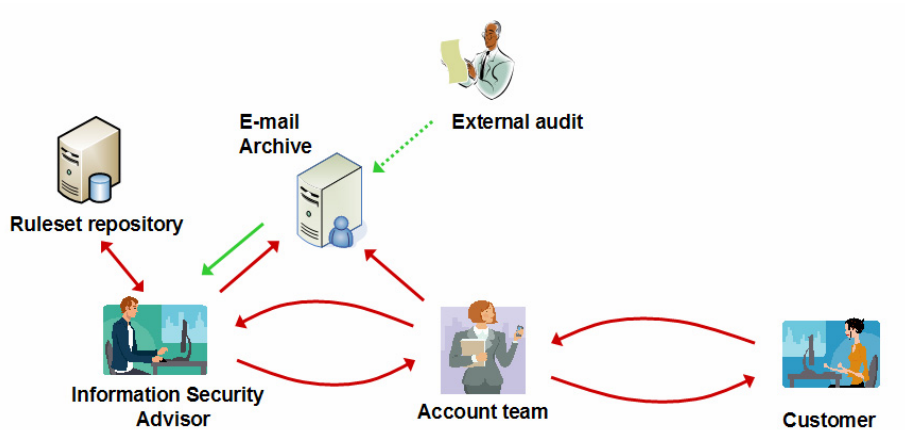 E-mail
Archive
External audit
Ruleset repository
Information Security
Advisor
Account team
Customer